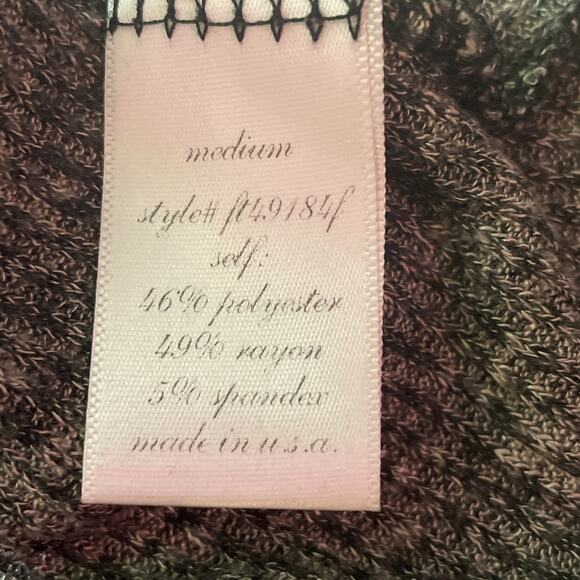 medium
style# ft49184f
self:
46% polyester
49% rayon
5% spandex
made in u.s.a.